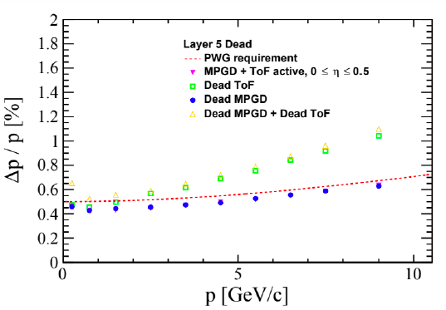 2
1.8
1.6
1.4
1.2
1
0.8
0.6
0.4
0.2
0
Δp / p [%]
Layer 5 Dead
PWG requirement
MPGD + ToF active, 0 ≤ η ≤ 0.5
Dead ToF
Dead MPGD
Dead MPGD + Dead ToF
0 5 10
p [GeV/c]